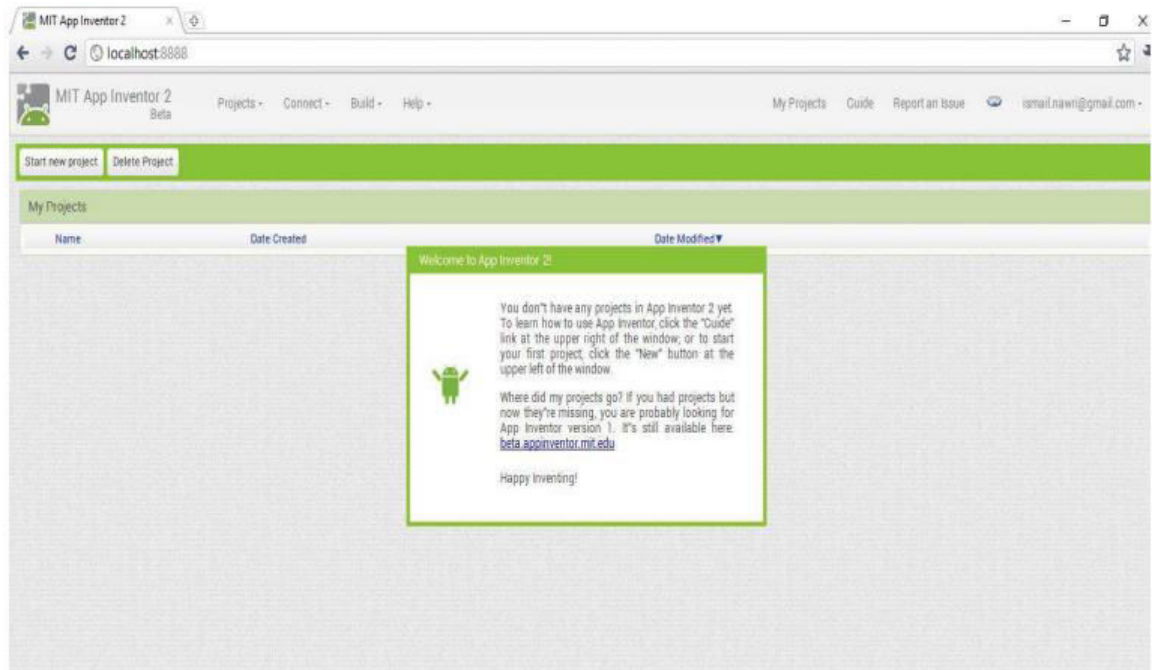 MIT App Inventor 2
localhost:8888
MIT App Inventor 2
Beta
Projects
Connect
Build
Help
My Projects
Guide
Report an Issue
ismail.nawri@gmail.com
Start new project
Delete Project
My Projects
Name
Date Created
Date Modified▼
Welcome to App Inventor 2!
You don"t have any projects in App Inventor 2 yet.
To learn how to use App Inventor, click the "Guide"
link at the upper right of the window; or to start
your first project, click the "New" button at the
upper left of the window.
Where did my projects go? If you had projects but
now they"re missing, you are probably looking for
App Inventor version 1. It"s still available here:
beta.appinventor.mit.edu
Happy Inventing!